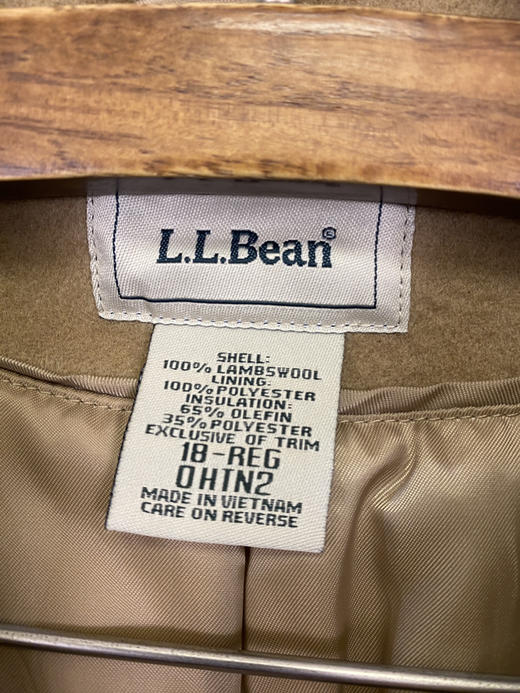 L.L.Bean®
SHELL:
100% LAMBSWOOL
LINING:
100% POLYESTER
INSULATION:
65% OLEFIN
35% POLYESTER
EXCLUSIVE OF TRIM
18-REG
0HTN2
MADE IN VIETNAM
CARE ON REVERSE